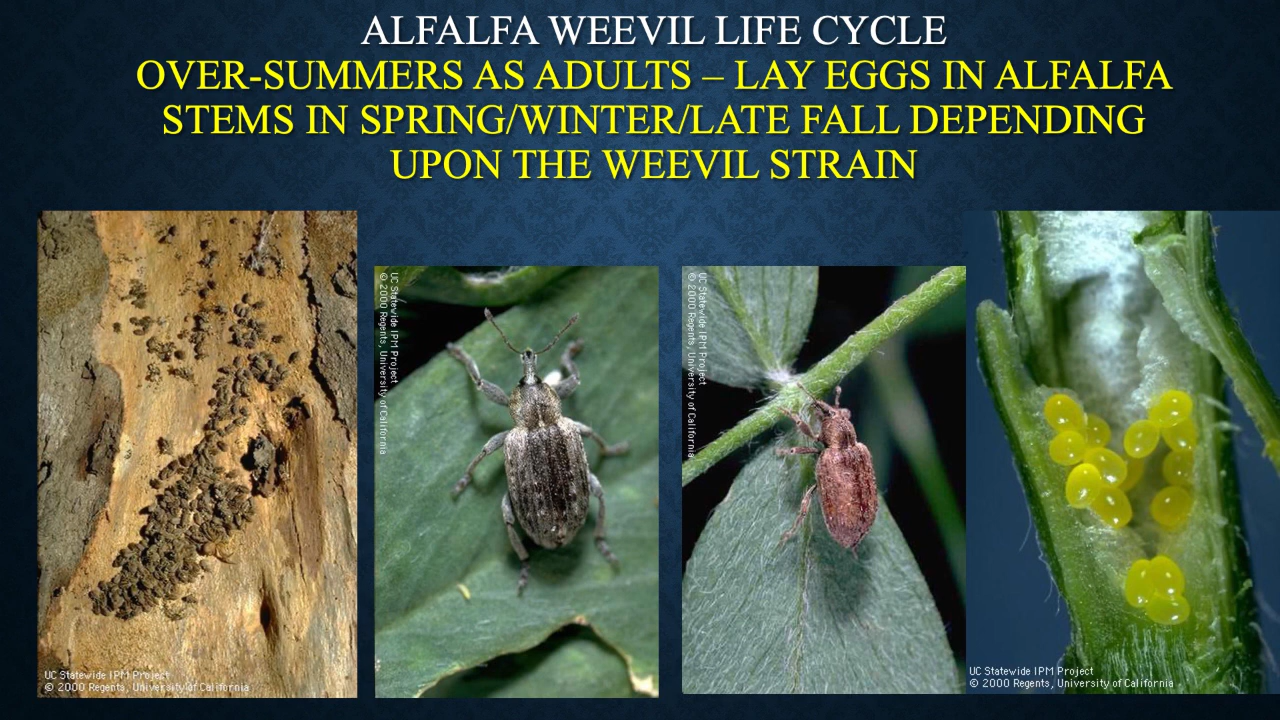 ALFALFA WEEVIL LIFE CYCLE
OVER-SUMMERS AS ADULTS – LAY EGGS IN ALFALFA
STEMS IN SPRING/WINTER/LATE FALL DEPENDING
UPON THE WEEVIL STRAIN
UC Statewide IPM Project
© 2000 Regents, University of California
UC Statewide IPM Project
© 2000 Regents, University of California
UC Statewide IPM Project
© 2000 Regents, University of California
UC Statewide IPM Project
© 2000 Regents, University of California